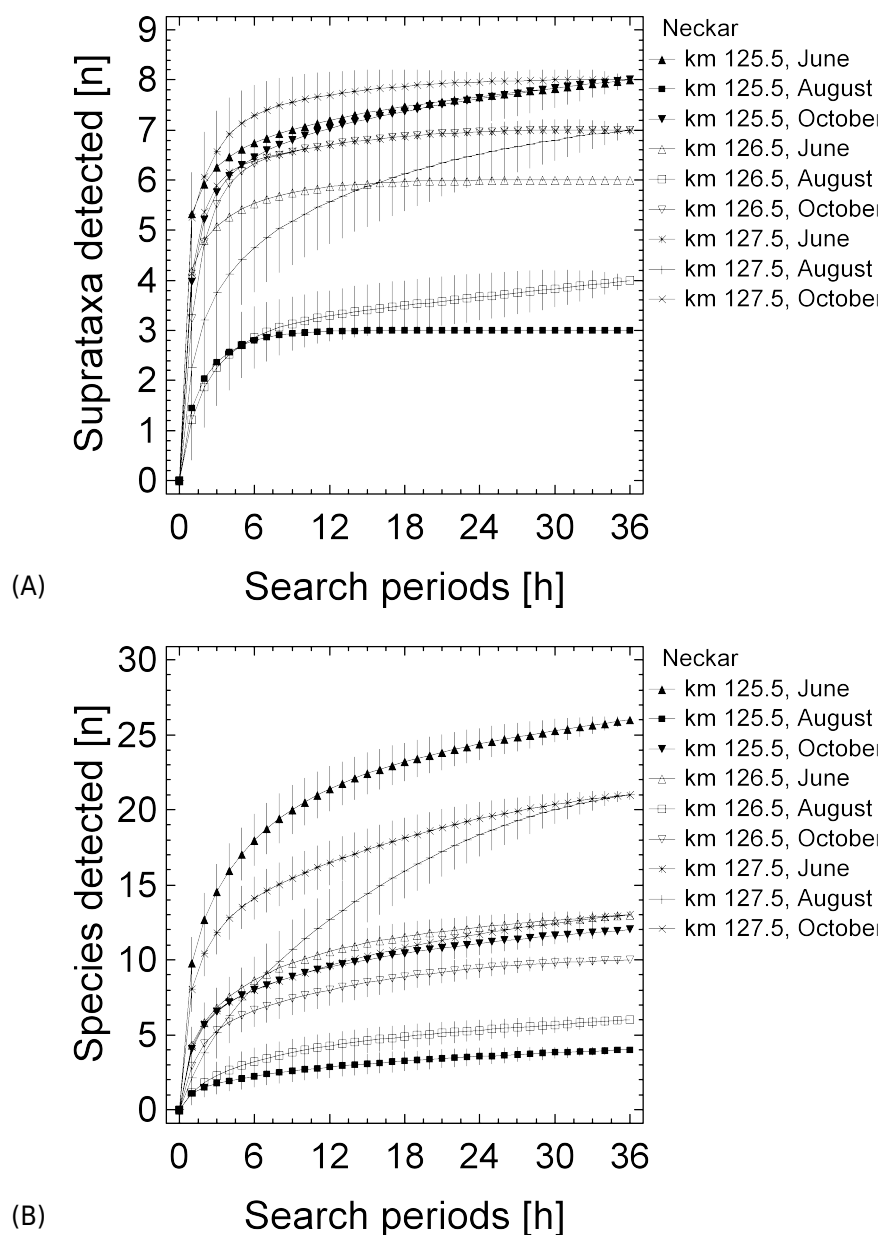 9
8
7
6
5
4
3
2
1
0
Suprataxa detected [n]
0 6 12 18 24 30 36
Search periods [h]
Neckar
km 125.5, June
km 125.5, August
km 125.5, October
km 126.5, June
km 126.5, August
km 126.5, October
km 127.5, June
km 127.5, August
km 127.5, October
(A)
30
25
20
15
10
5
0
Species detected [n]
0 6 12 18 24 30 36
Search periods [h]
Neckar
km 125.5, June
km 125.5, August
km 125.5, October
km 126.5, June
km 126.5, August
km 126.5, October
km 127.5, June
km 127.5, August
km 127.5, October
(B)